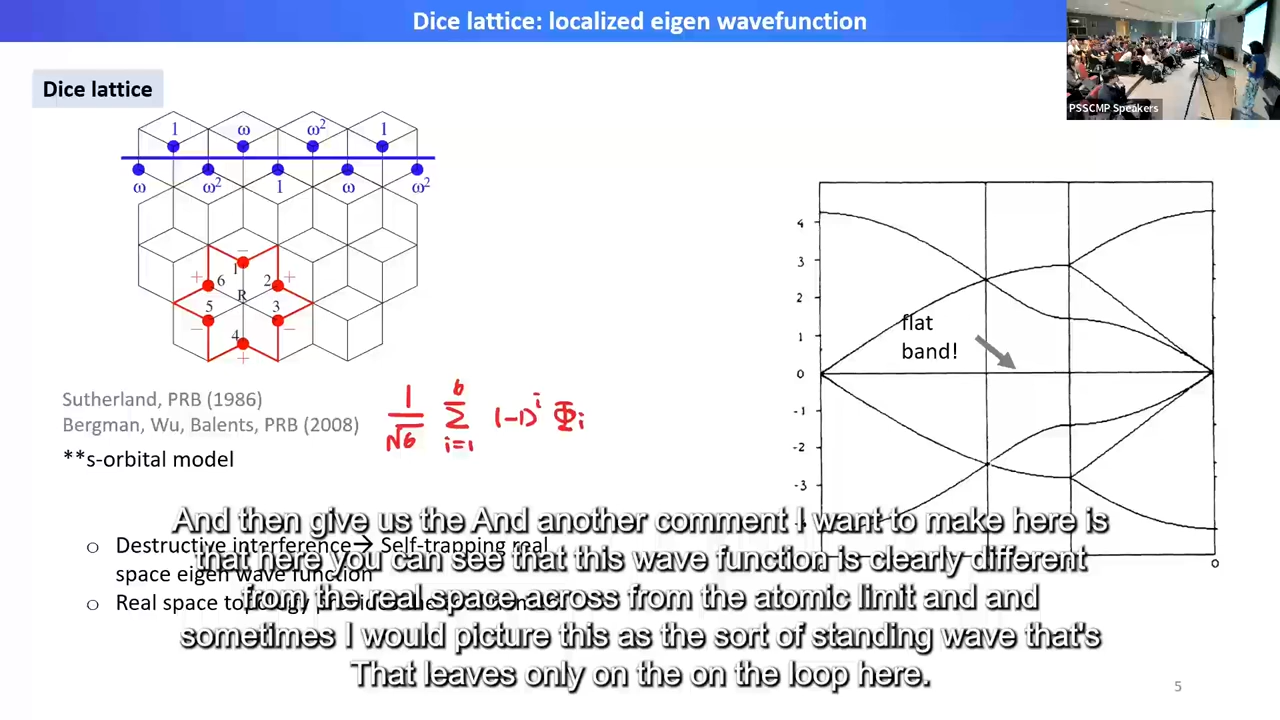 Dice lattice: localized eigen wavefunction
PSSCMP Speakers
Dice lattice
1 ω ω² 1
ω ω² 1 ω ω²
− 1
+ 6 2 +
R
5 3
− −
4
+
Sutherland, PRB (1986)
Bergman, Wu, Balents, PRB (2008)
**s-orbital model
1/√6 Σ i=1 6 (-1)^i Φi
4
3
2
1
0
-1
-2
-3
flat
band!
0
Destructive interference→ Self-trapping real
space eigen wave function
Real space
And then give us the And another comment I want to make here is
that here you can see that this wave function is clearly different
from the real space across from the atomic limit and and
sometimes I would picture this as the sort of standing wave that's
That leaves only on the on the loop here.
5